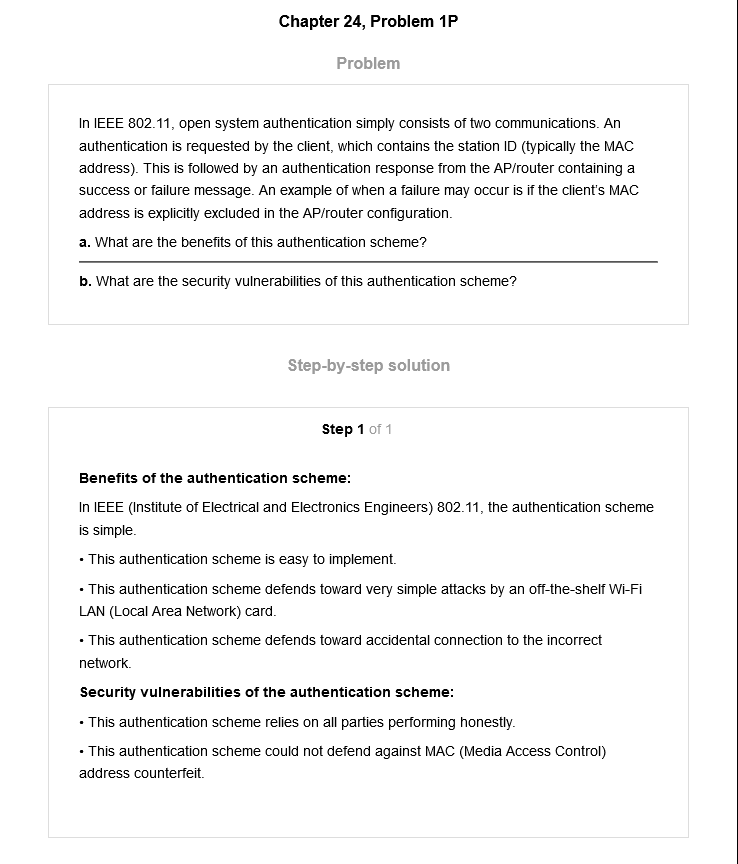 Chapter 24, Problem 1P
Problem
In IEEE 802.11, open system authentication simply consists of two communications. An
authentication is requested by the client, which contains the station ID (typically the MAC
address). This is followed by an authentication response from the AP/router containing a
success or failure message. An example of when a failure may occur is if the client's MAC
address is explicitly excluded in the AP/router configuration.
a. What are the benefits of this authentication scheme?
b. What are the security vulnerabilities of this authentication scheme?
Step-by-step solution
Step 1 of 1
Benefits of the authentication scheme:
In IEEE (Institute of Electrical and Electronics Engineers) 802.11, the authentication scheme
is simple.
• This authentication scheme is easy to implement.
• This authentication scheme defends toward very simple attacks by an off-the-shelf Wi-Fi
LAN (Local Area Network) card.
• This authentication scheme defends toward accidental connection to the incorrect
network.
Security vulnerabilities of the authentication scheme:
• This authentication scheme relies on all parties performing honestly.
• This authentication scheme could not defend against MAC (Media Access Control)
address counterfeit.